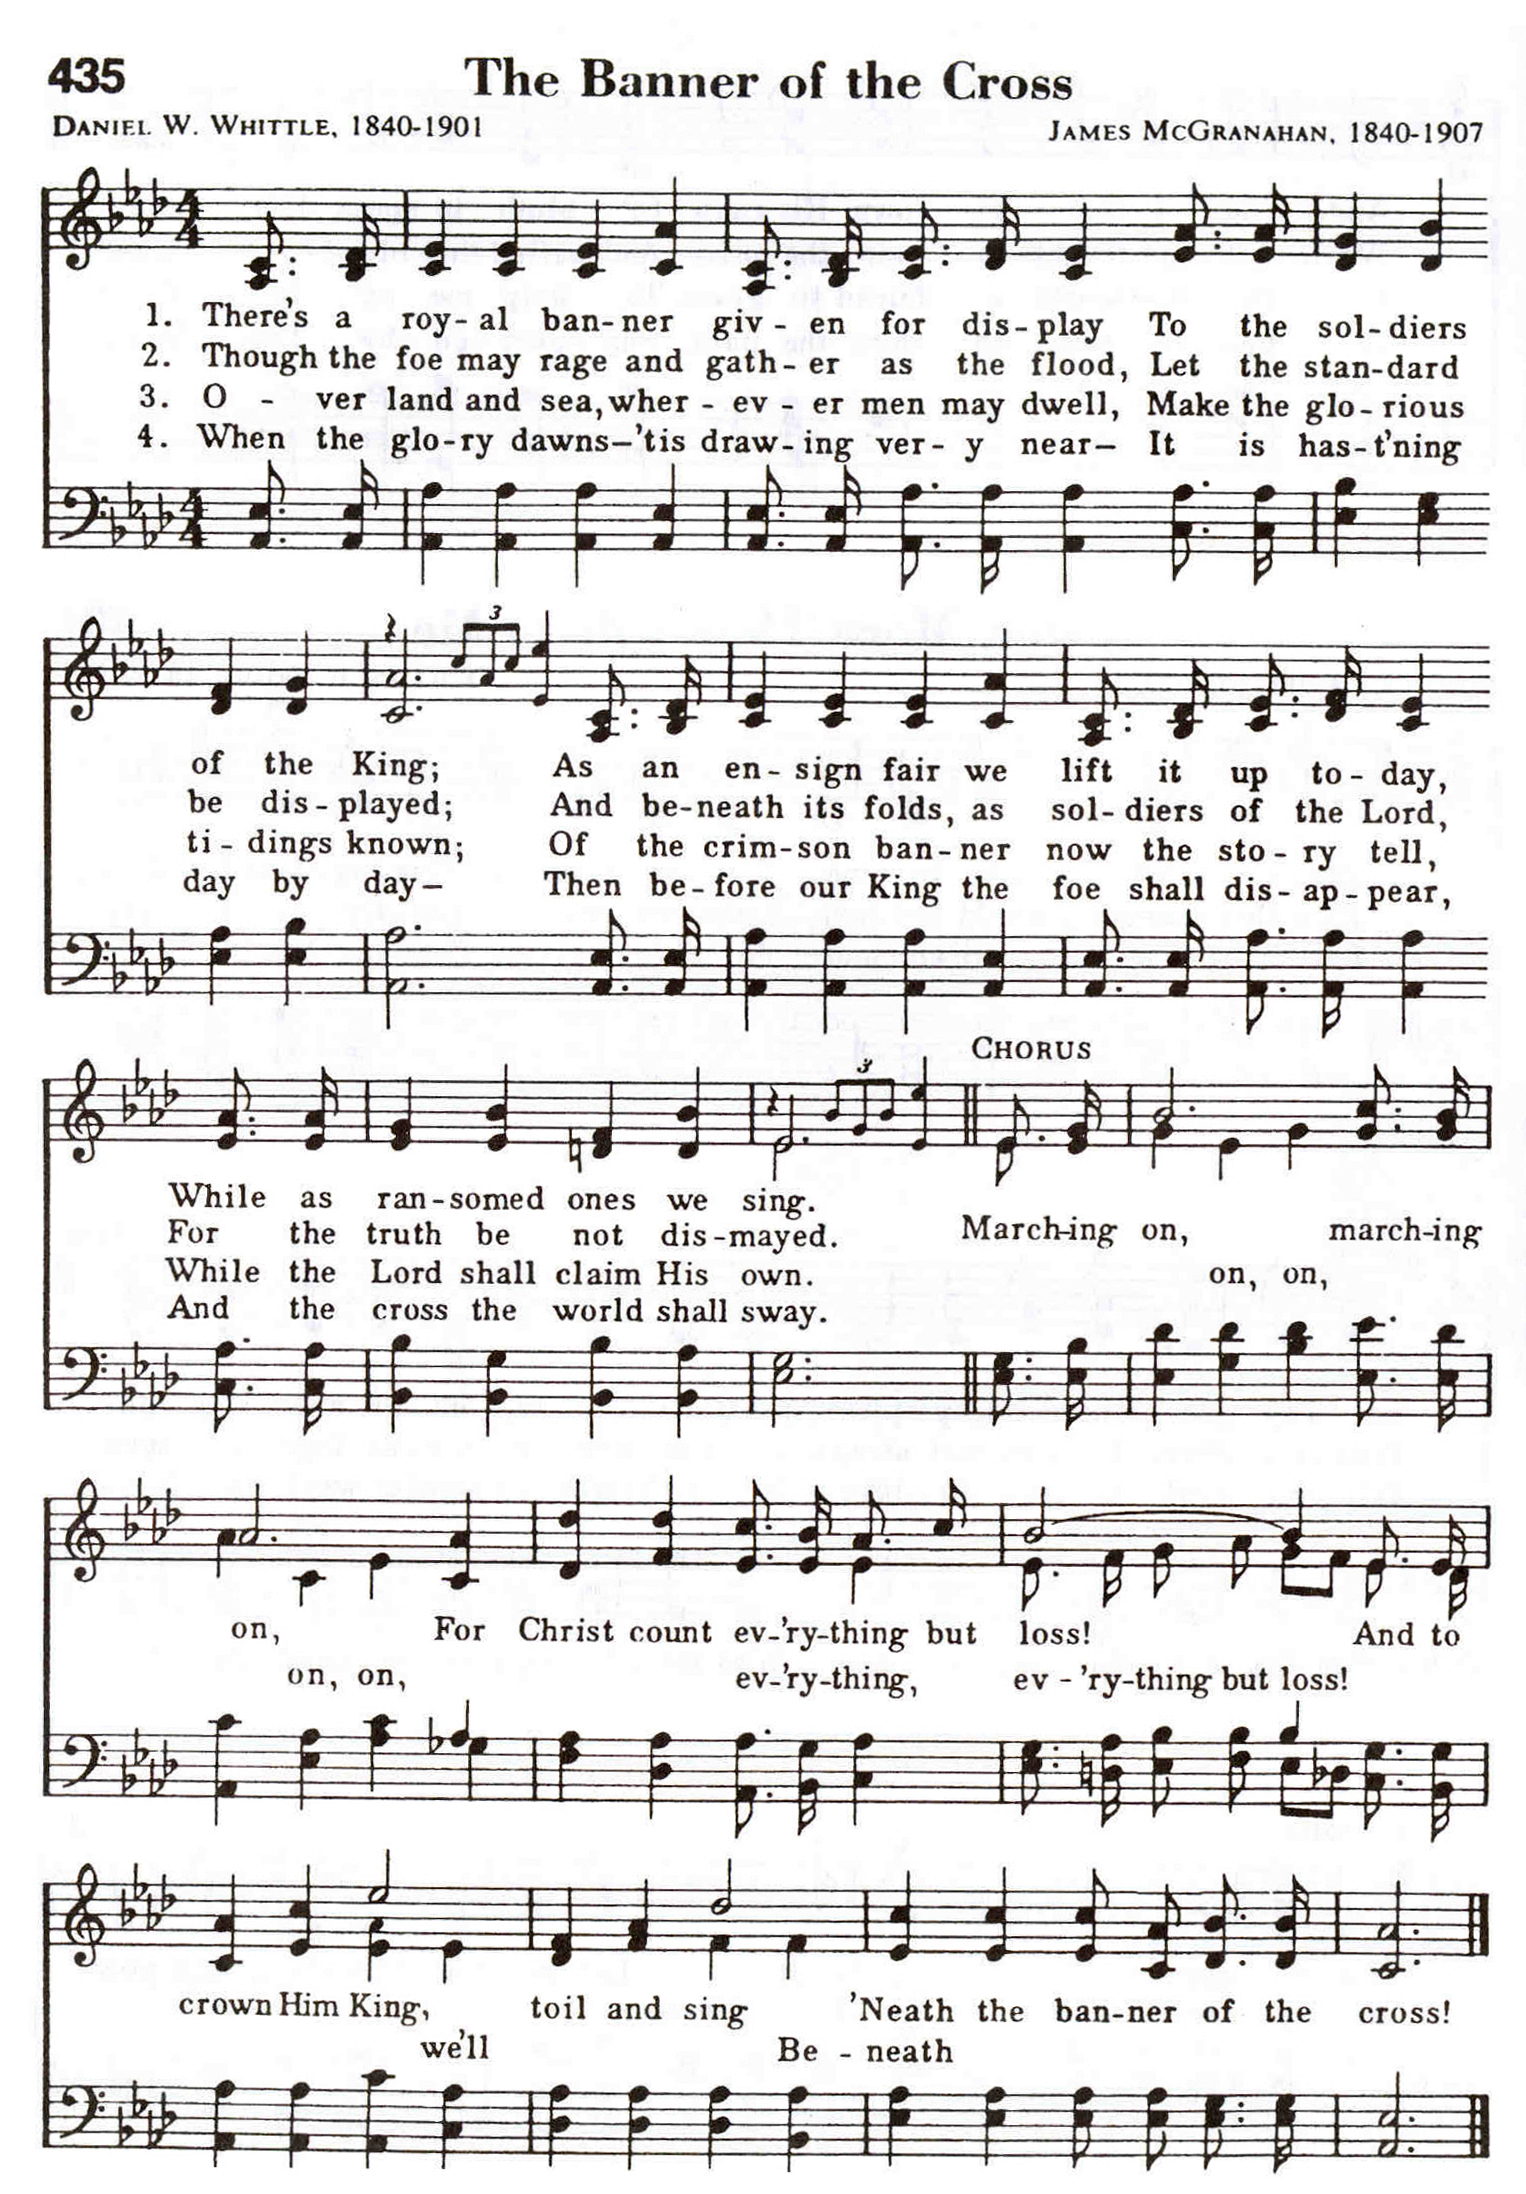 435
The Banner of the Cross
DANIEL W. WHITTLE, 1840-1901
JAMES MCGRANAHAN, 1840-1907
1. There's a roy- al ban- ner giv - en for dis - play To the sol - diers
2. Though the foe may rage and gath - er as the flood, Let the stan - dard
3. O - ver land and sea, wher - ev - er men may dwell, Make the glo - rious
4. When the glo - ry dawns—'tis draw - ing ver - y near— It is has - t'ning
3
of the King; As an en - sign fair we lift it up to - day,
be dis - played; And be - neath its folds, as sol - diers of the Lord,
ti - dings known; Of the crim - son ban - ner now the sto - ry tell,
day by day— Then be - fore our King the foe shall dis - ap - pear,
CHORUS
3
While as ran - somed ones we sing.
For the truth be not dis - mayed. March-ing on, march-ing
While the Lord shall claim His own. on, on,
And the cross the world shall sway.
on, For Christ count ev-'ry-thing but loss! And to
on, on, ev-'ry-thing, ev - 'ry-thing but loss!
crown Him King, toil and sing 'Neath the ban - ner of the cross!
we'll Be - neath